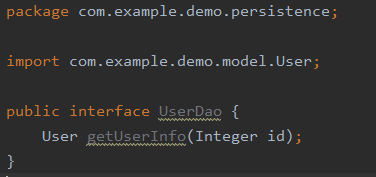 package com.example.demo.persistence;
import com.example.demo.model.User;
public interface UserDao {
    User getUserInfo(Integer id);
}